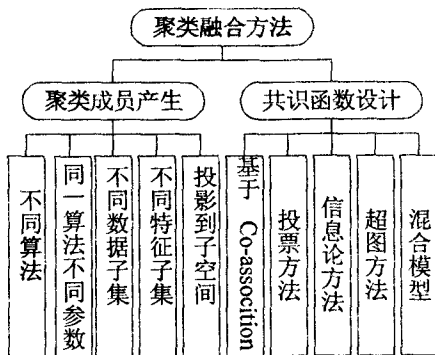 聚类融合方法
聚类成员产生
共识函数设计
不同算法
同一算法不同参数
不同数据子集
不同特征子集
投影到子空间
基于 Co-assocition
投票方法
信息论方法
超图方法
混合模型